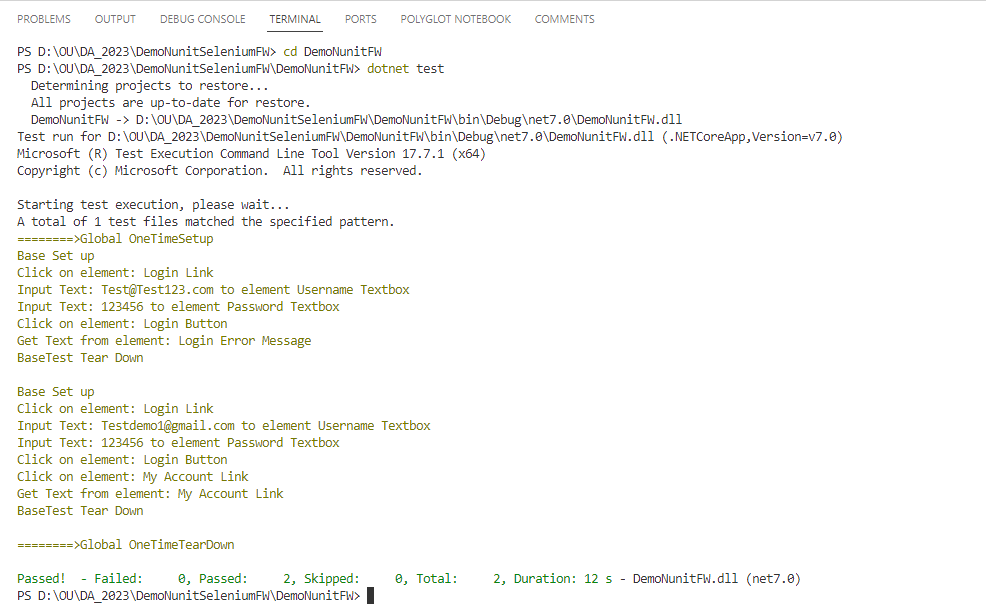 PROBLEMS OUTPUT DEBUG CONSOLE TERMINAL PORTS POLYGLOT NOTEBOOK COMMENTS
PS D:\OU\DA_2023\DemoNunitSeleniumFW> cd DemoNunitFW
PS D:\OU\DA_2023\DemoNunitSeleniumFW\DemoNunitFW> dotnet test
  Determining projects to restore...
  All projects are up-to-date for restore.
  DemoNunitFW -> D:\OU\DA_2023\DemoNunitSeleniumFW\DemoNunitFW\bin\Debug\net7.0\DemoNunitFW.dll
Test run for D:\OU\DA_2023\DemoNunitSeleniumFW\DemoNunitFW\bin\Debug\net7.0\DemoNunitFW.dll (.NETCoreApp,Version=v7.0)
Microsoft (R) Test Execution Command Line Tool Version 17.7.1 (x64)
Copyright (c) Microsoft Corporation.  All rights reserved.

Starting test execution, please wait...
A total of 1 test files matched the specified pattern.
========>Global OneTimeSetup
Base Set up
Click on element: Login Link
Input Text: Test@Test123.com to element Username Textbox
Input Text: 123456 to element Password Textbox
Click on element: Login Button
Get Text from element: Login Error Message
BaseTest Tear Down

Base Set up
Click on element: Login Link
Input Text: Testdemo1@gmail.com to element Username Textbox
Input Text: 123456 to element Password Textbox
Click on element: Login Button
Click on element: My Account Link
Get Text from element: My Account Link
BaseTest Tear Down

========>Global OneTimeTearDown

Passed!  - Failed:     0, Passed:     2, Skipped:     0, Total:     2, Duration: 12 s - DemoNunitFW.dll (net7.0)
PS D:\OU\DA_2023\DemoNunitSeleniumFW\DemoNunitFW>